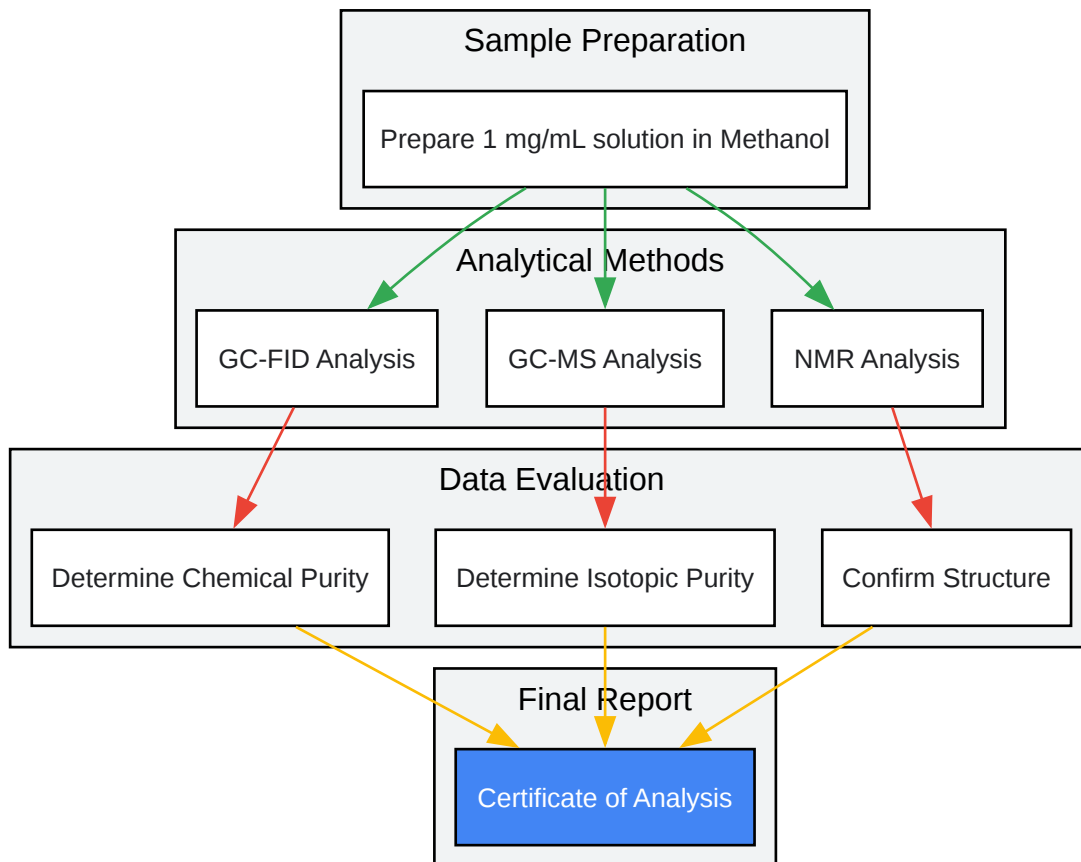 Sample Preparation
Prepare 1 mg/mL solution in Methanol
Analytical Methods
GC-FID Analysis
GC-MS Analysis
NMR Analysis
Data Evaluation
Determine Chemical Purity
Determine Isotopic Purity
Confirm Structure
Final Report
Certificate of Analysis